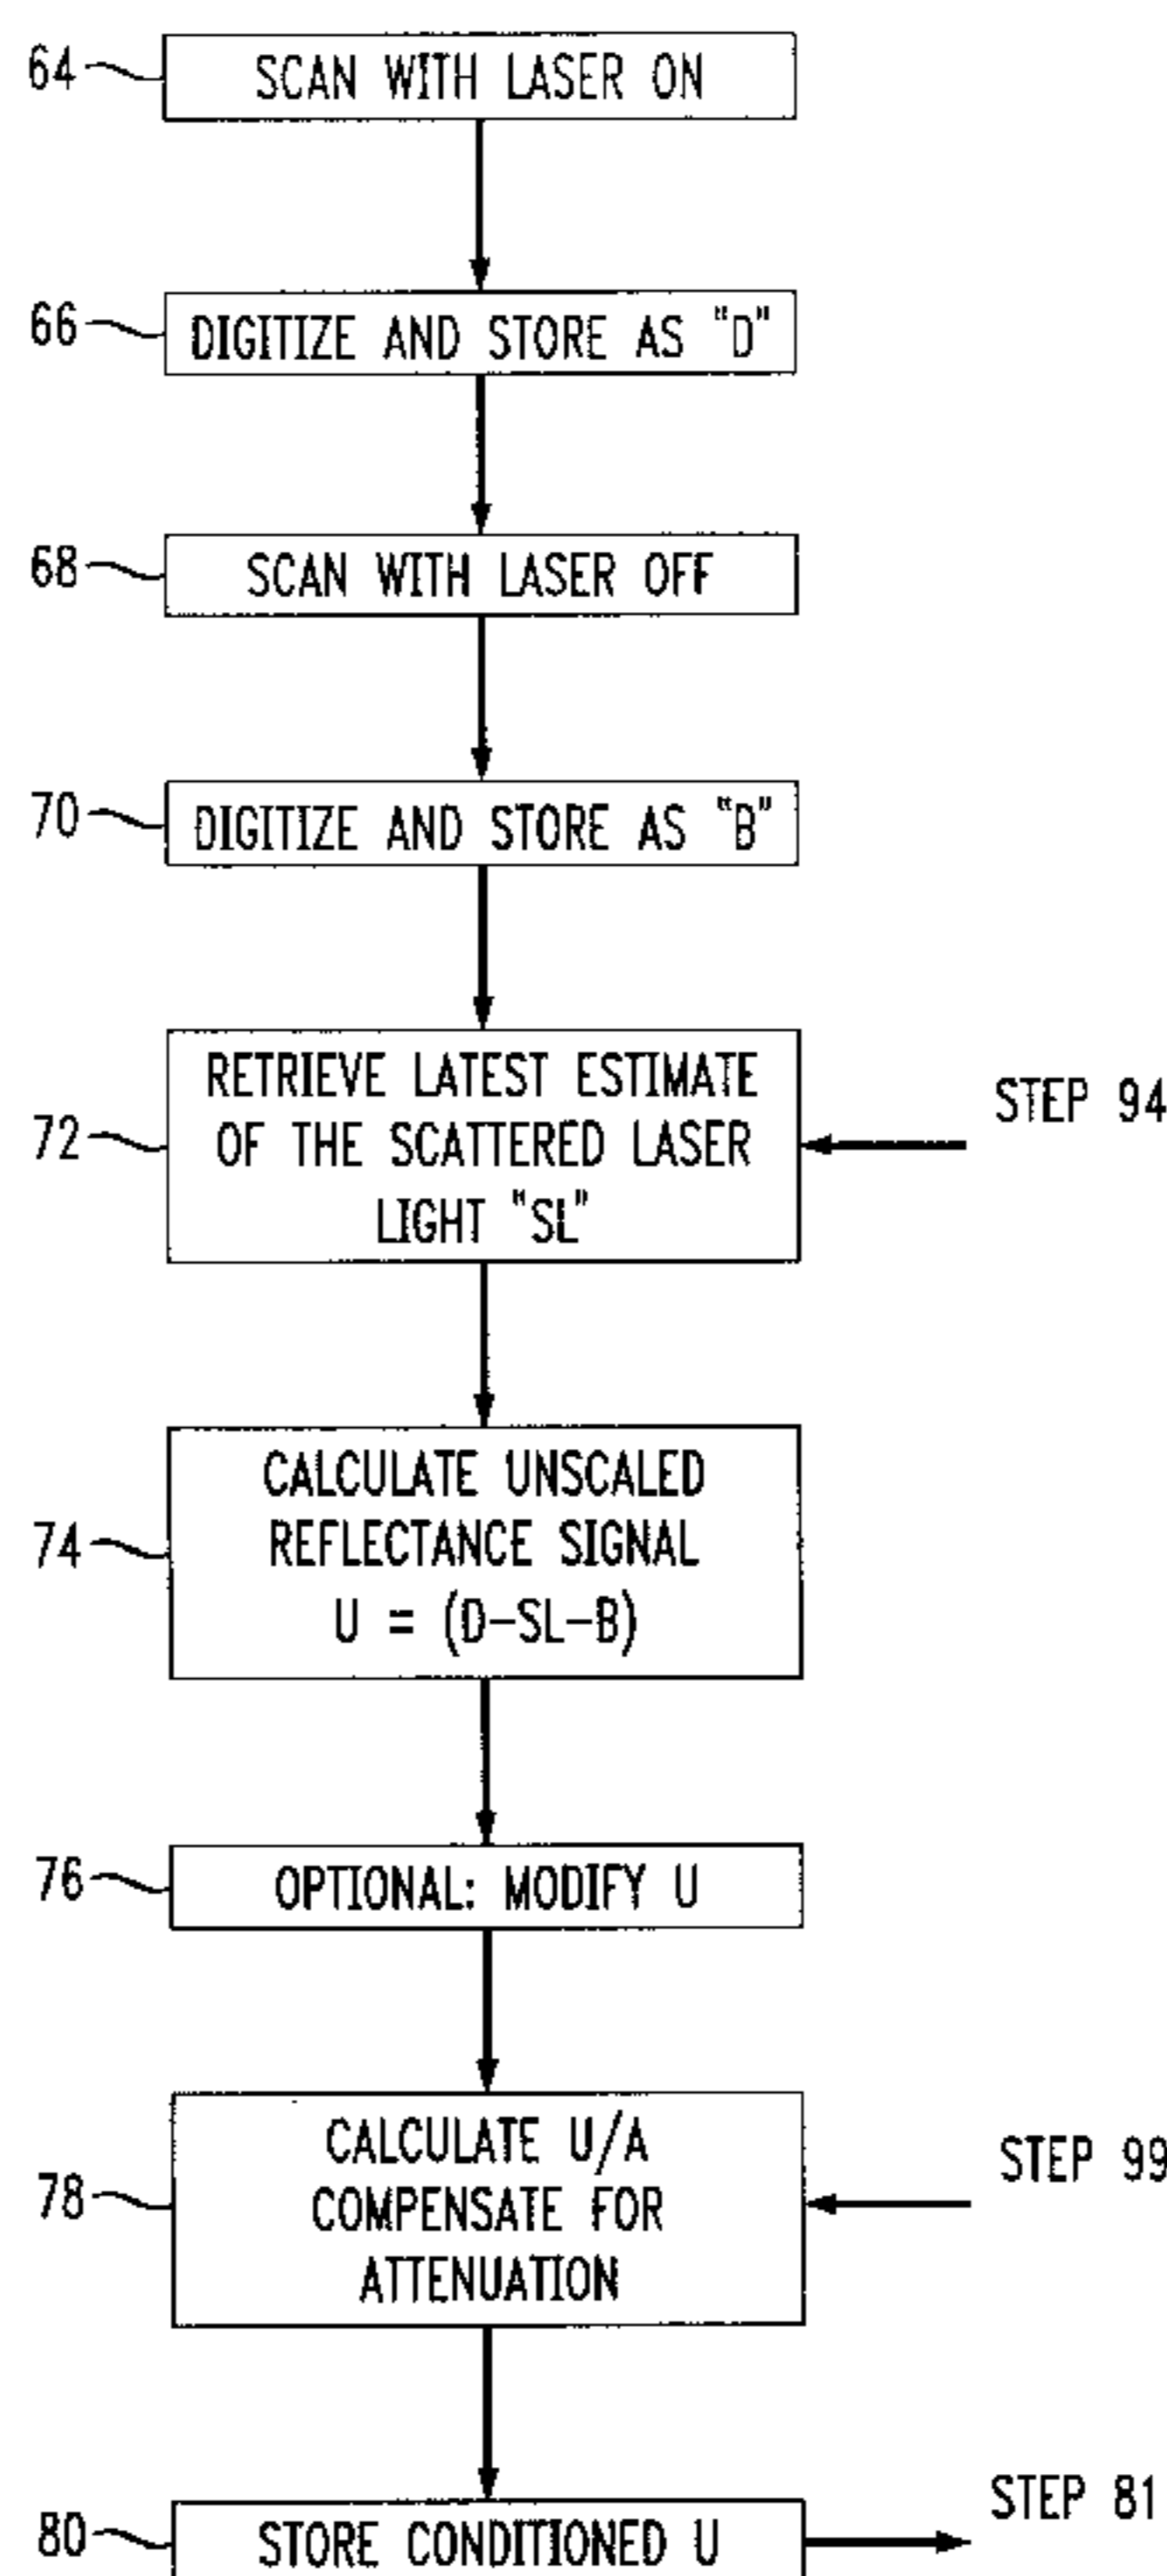 64
SCAN WITH LASER ON
66
DIGITIZE AND STORE AS "D"
68
SCAN WITH LASER OFF
70
DIGITIZE AND STORE AS "B"
72
RETRIEVE LATEST ESTIMATE
OF THE SCATTERED LASER
LIGHT "SL"
STEP 94
74
CALCULATE UNSCALED
REFLECTANCE SIGNAL
U = (D-SL-B)
76
OPTIONAL: MODIFY U
78
CALCULATE U/A
COMPENSATE FOR
ATTENUATION
STEP 99
80
STORE CONDITIONED U
STEP 81